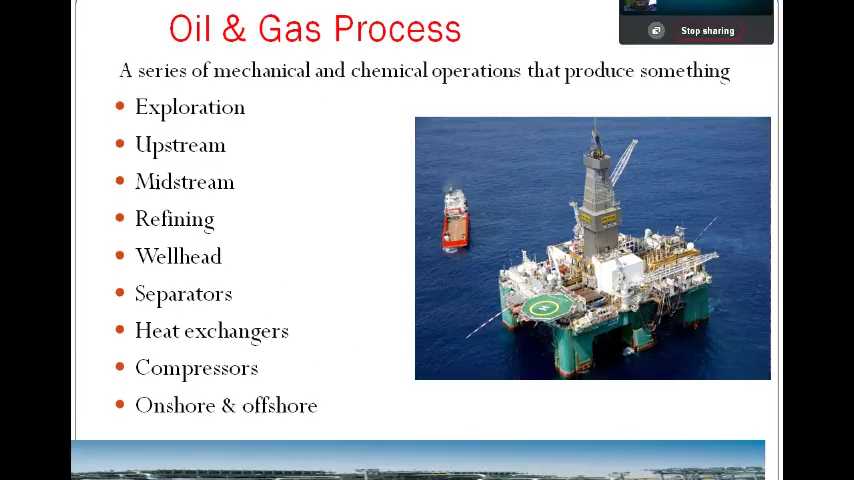 Oil & Gas Process
Stop sharing
A series of mechanical and chemical operations that produce something
Exploration
Upstream
Midstream
Refining
Wellhead
Separators
Heat exchangers
Compressors
Onshore & offshore